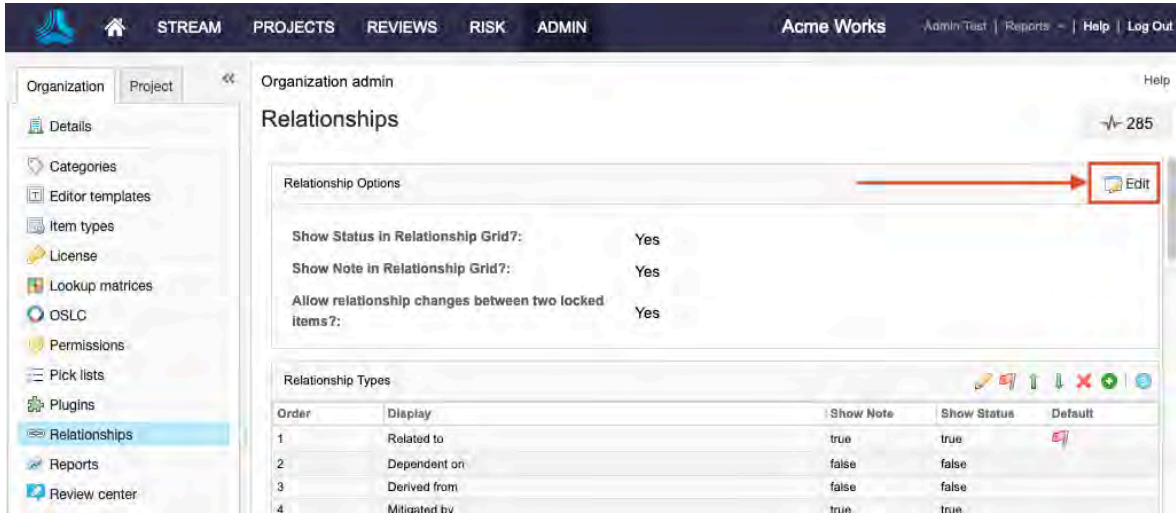 STREAM PROJECTS REVIEWS RISK ADMIN Acme Works Admin Test | Reports | Help | Log Out
Organization Project «
Details
Categories
Editor templates
Item types
License
Lookup matrices
OSLC
Permissions
Pick lists
Plugins
Relationships
Reports
Review center
Organization admin Help
Relationships 285
Relationship Options Edit
Show Status in Relationship Grid?: Yes
Show Note in Relationship Grid?: Yes
Allow relationship changes between two locked
items?: Yes
Relationship Types
Order Display Show Note Show Status Default
1 Related to true true
2 Dependent on false false
3 Derived from false false
4 Mitigated by true true